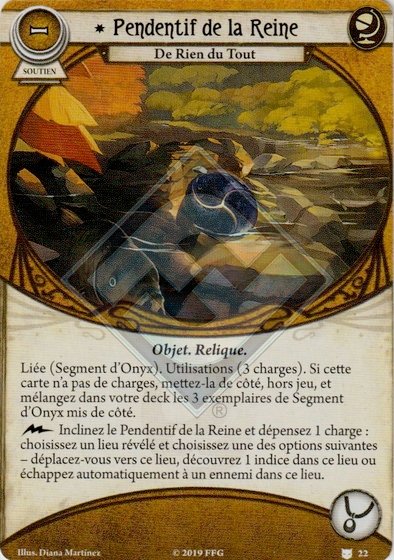 Pendentif de la Reine
SOUTIEN
De Rien du Tout
Objet. Relique.
Liée (Segment d'Onyx). Utilisations (3 charges). Si cette
carte n'a pas de charges, mettez-la de côté, hors jeu, et
mélangez dans votre deck les 3 exemplaires de Segment
d'Onyx mis de côté.
Inclinez le Pendentif de la Reine et dépensez 1 charge :
choisissez un lieu révélé et choisissez une des options suivantes
– déplacez-vous vers ce lieu, découvrez 1 indice dans ce lieu ou
échappez automatiquement à un ennemi dans ce lieu.
Illus. Diana Martínez
© 2019 FFG
22
®